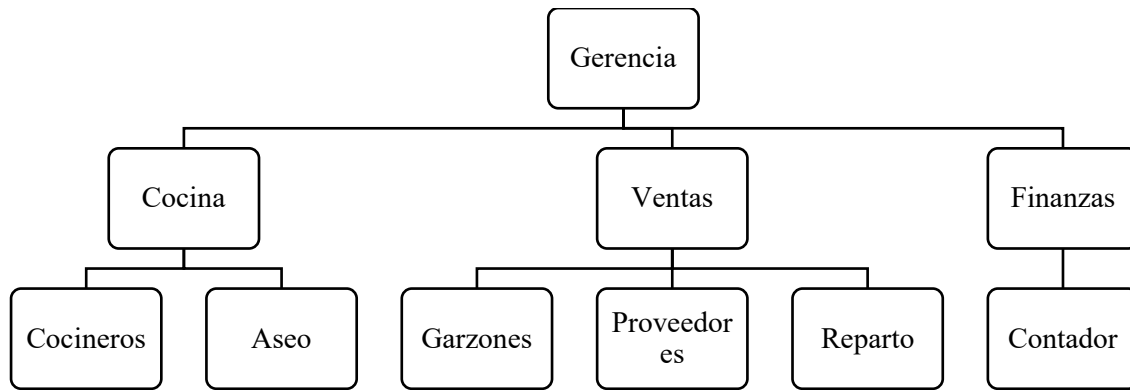 Gerencia
Cocina
Ventas
Finanzas
Cocineros
Aseo
Garzones
Proveedor
es
Reparto
Contador